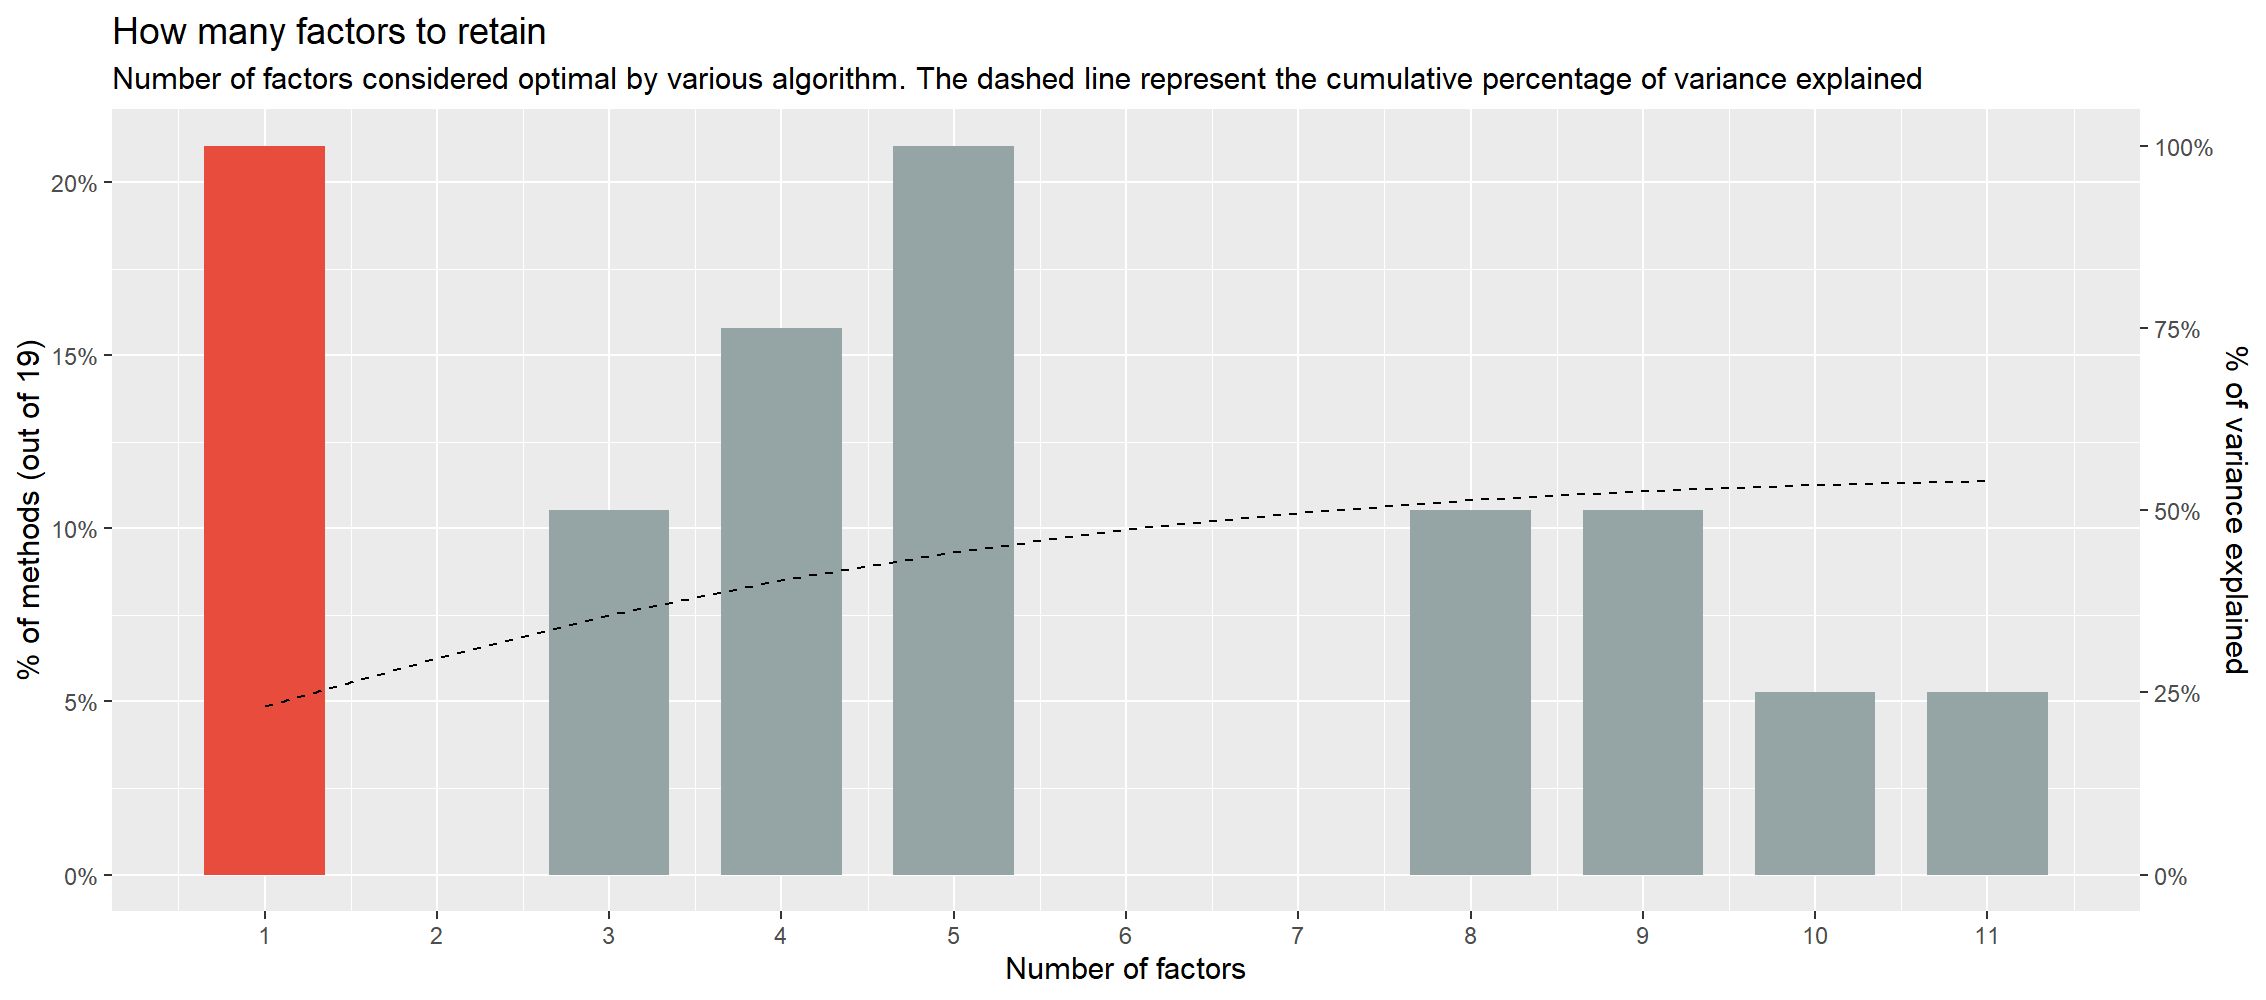 How many factors to retain
Number of factors considered optimal by various algorithm. The dashed line represent the cumulative percentage of variance explained
% of methods (out of 19)
20%
15%
10%
5%
0%
100%
75%
50%
25%
0%
% of variance explained
1 2 3 4 5 6 7 8 9 10 11
Number of factors